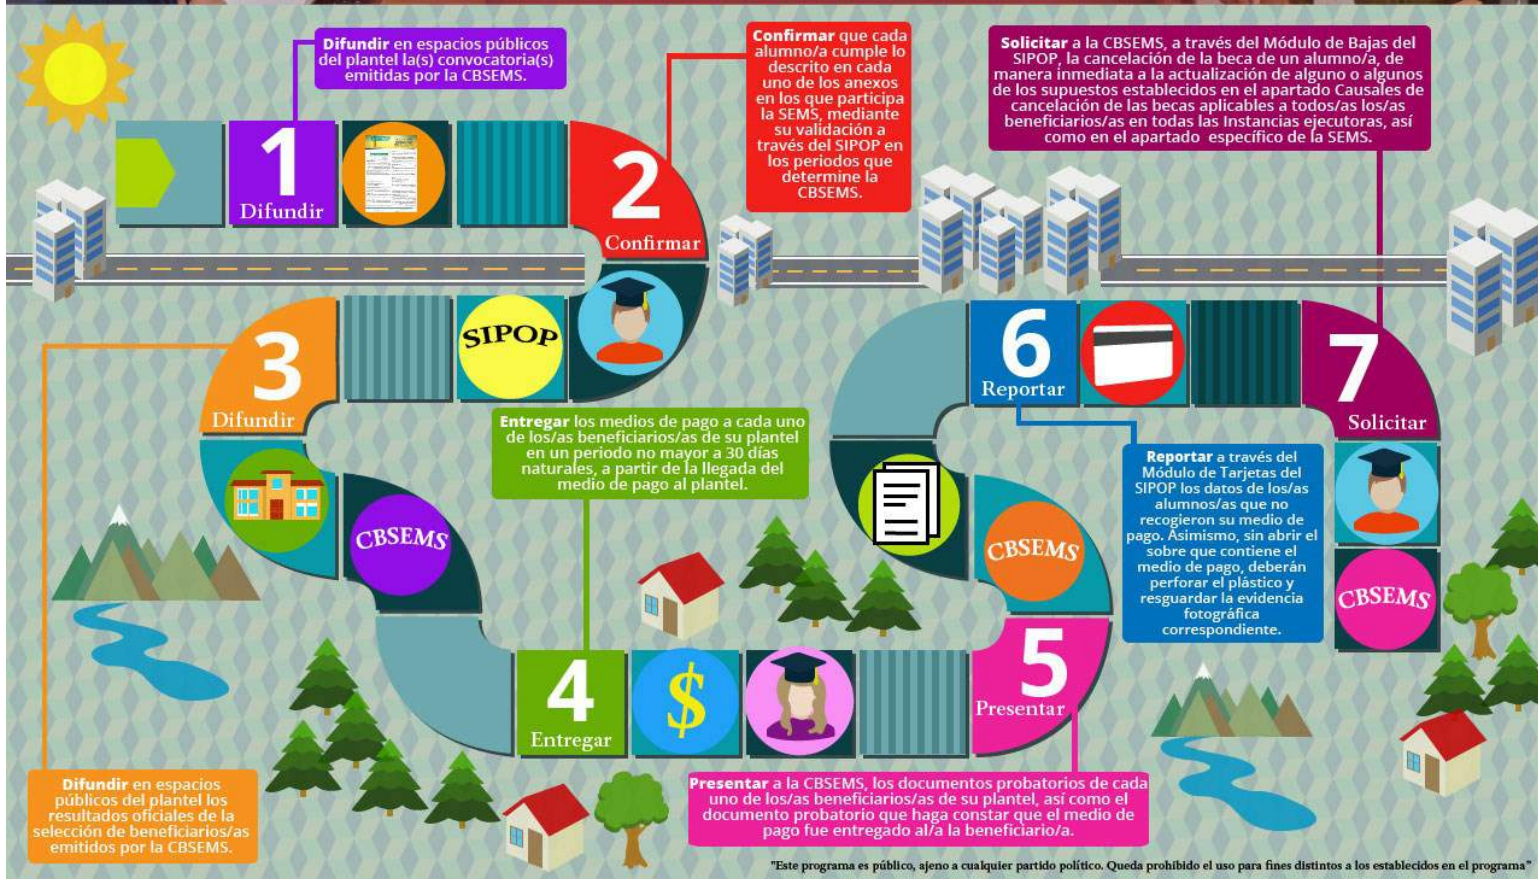 Difundir en espacios públicos
del plantel la(s) convocatoria(s)
emitidas por la CBSEMS.
1
Difundir
Confirmar que cada
alumno/a cumple lo
descrito en cada
uno de los anexos
en los que participa
la SEMS, mediante
su validación a
través del SIPOP en
los periodos que
determine la
CBSEMS.
2
Confirmar
SIPOP
3
Difundir
Difundir en espacios
públicos del plantel los
resultados oficiales de la
selección de beneficiarios/as
emitidos por la CBSEMS.
CBSEMS
Entregar los medios de pago a cada uno
de los/as beneficiarios/as de su plantel
en un periodo no mayor a 30 días
naturales, a partir de la llegada del
medio de pago al plantel.
4
Entregar
$
5
Presentar
Presentar a la CBSEMS, los documentos probatorios de cada
uno de los/as beneficiarios/as de su plantel, así como el
documento probatorio que haga constar que el medio de
pago fue entregado al/a la beneficiario/a.
CBSEMS
6
Reportar
Reportar a través del
Módulo de Tarjetas del
SIPOP los datos de los/as
alumnos/as que no
recogieron su medio de
pago. Asimismo, sin abrir el
sobre que contiene el
medio de pago, deberán
perforar el plástico y
resguardar la evidencia
fotográfica
correspondiente.
Solicitar a la CBSEMS, a través del Módulo de Bajas del
SIPOP, la cancelación de la beca de un alumno/a, de
manera inmediata a la actualización de alguno o algunos
de los supuestos establecidos en el apartado Causales de
cancelación de las becas aplicables a todos/as los/as
beneficiarios/as en todas las Instancias ejecutoras, así
como en el apartado específico de la SEMS.
7
Solicitar
CBSEMS
"Este programa es público, ajeno a cualquier partido político. Queda prohibido el uso para fines distintos a los establecidos en el programa"